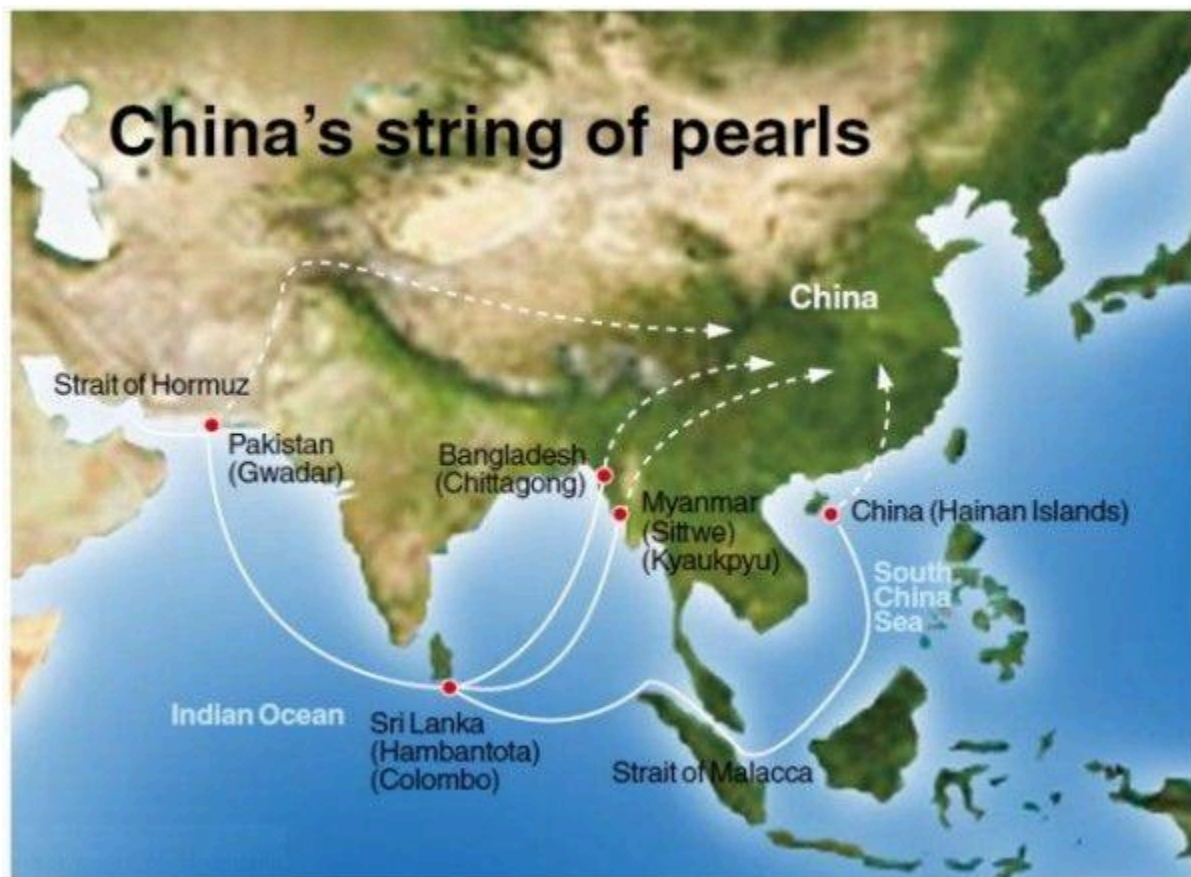 China's string of pearls
China
Strait of Hormuz
Pakistan
(Gwadar)
Bangladesh
(Chittagong)
Myanmar
(Sittwe)
(Kyaukpyu)
China (Hainan Islands)
South
China
Sea
Indian Ocean
Sri Lanka
(Hambantota)
(Colombo)
Strait of Malacca